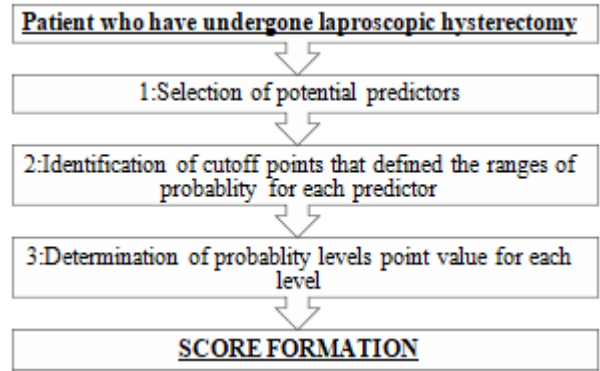 Patient who have undergone laproscopic hysterectomy
1:Selection of potential predictors
2:Identification of cutoff points that defined the ranges of
probablity for each predictor
3:Determination of probablity levels point value for each
level
SCORE FORMATION